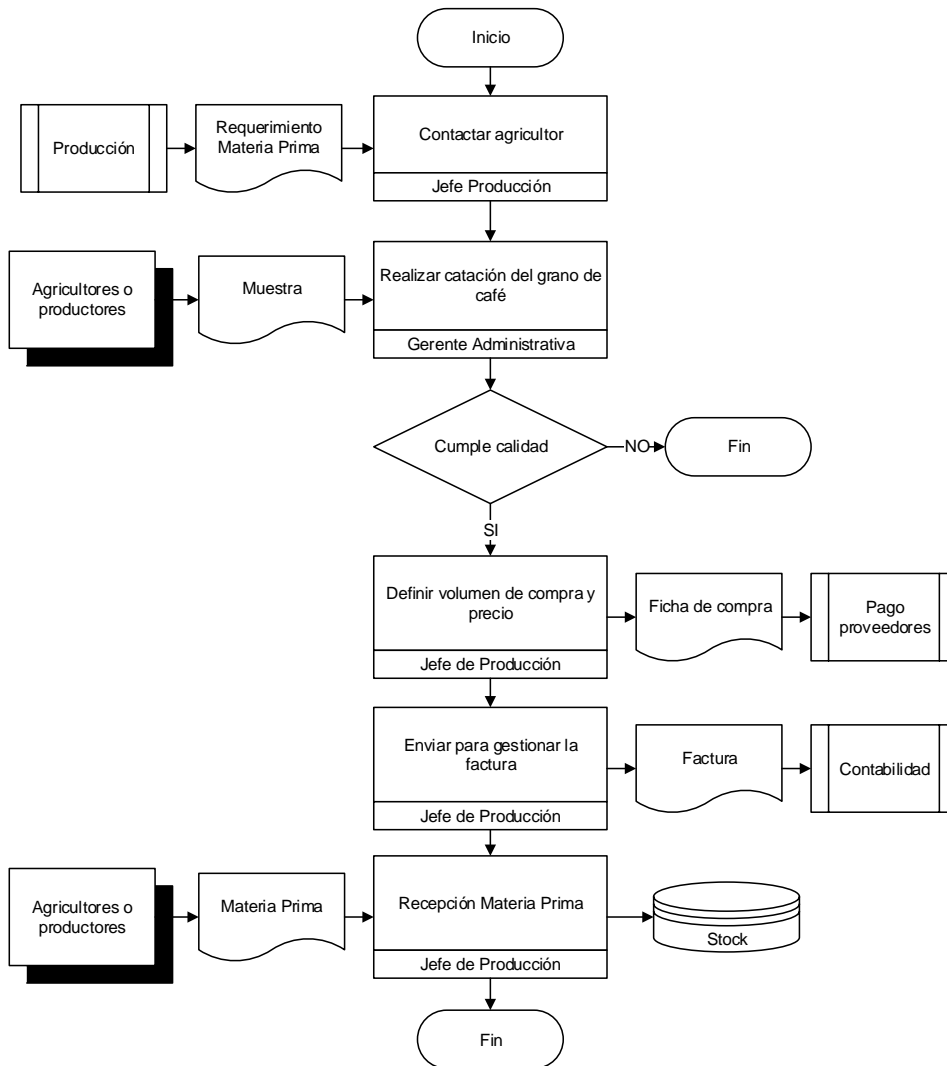 Inicio
Producción
Requerimiento
Materia Prima
Contactar agricultor
Jefe Producción
Agricultores o
productores
Muestra
Realizar catación del grano de
café
Gerente Administrativa
Cumple calidad
NO
Fin
SI
Definir volumen de compra y
precio
Jefe de Producción
Ficha de compra
Pago
proveedores
Enviar para gestionar la
factura
Jefe de Producción
Factura
Contabilidad
Agricultores o
productores
Materia Prima
Recepción Materia Prima
Jefe de Producción
Stock
Fin